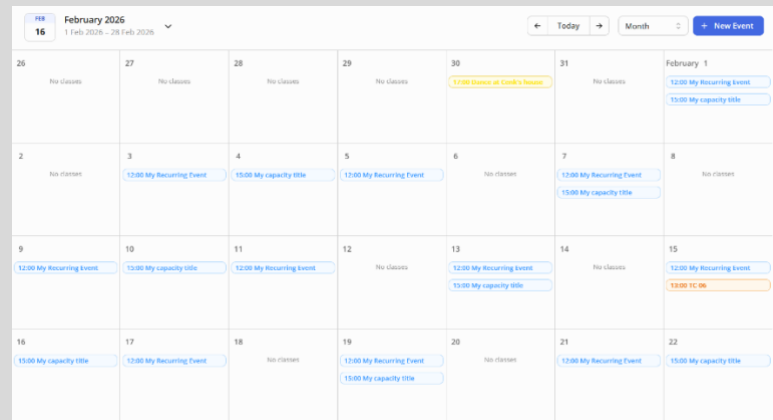 FEB
16
February 2026
1 Feb 2026 – 28 Feb 2026
Today
Month
+ New Event
26
27
28
29
30
31
February 1
No classes
No classes
No classes
No classes
17:00 Dance at Cook's house
12:00 My Recurring Event
15:00 My capacity title
2
3
4
5
6
7
8
No classes
12:00 My Recurring Event
15:00 My capacity title
12:00 My Recurring Event
No classes
12:00 My Recurring Event
No classes
15:00 My capacity title
9
10
11
12
13
14
15
12:00 My Recurring Event
15:00 My capacity title
12:00 My Recurring Event
No classes
12:00 My Recurring Event
No classes
12:00 My Recurring Event
15:00 My capacity title
13:00 TC-06
16
17
18
19
20
21
22
15:00 My capacity title
12:00 My Recurring Event
No classes
12:00 My Recurring Event
No classes
12:00 My Recurring Event
15:00 My capacity title
15:00 My capacity title